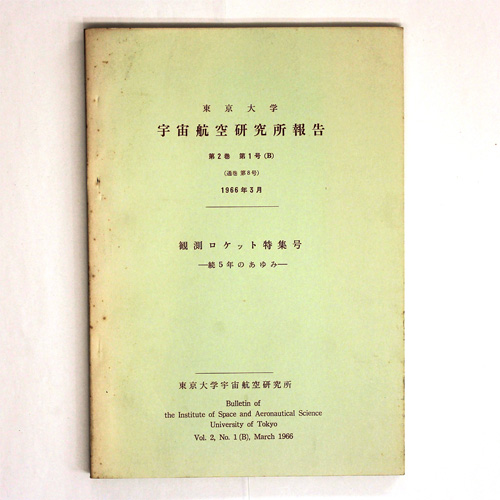 東京大学
宇宙航空研究所報告
第2巻 第1号(B)
(通巻 第8号)
1966年3月
観測ロケット特集号
―続5年のあゆみ―
東京大学宇宙航空研究所
Bulletin of
the Institute of Space and Aeronautical Science
University of Tokyo
Vol. 2, No. 1 (B), March 1966